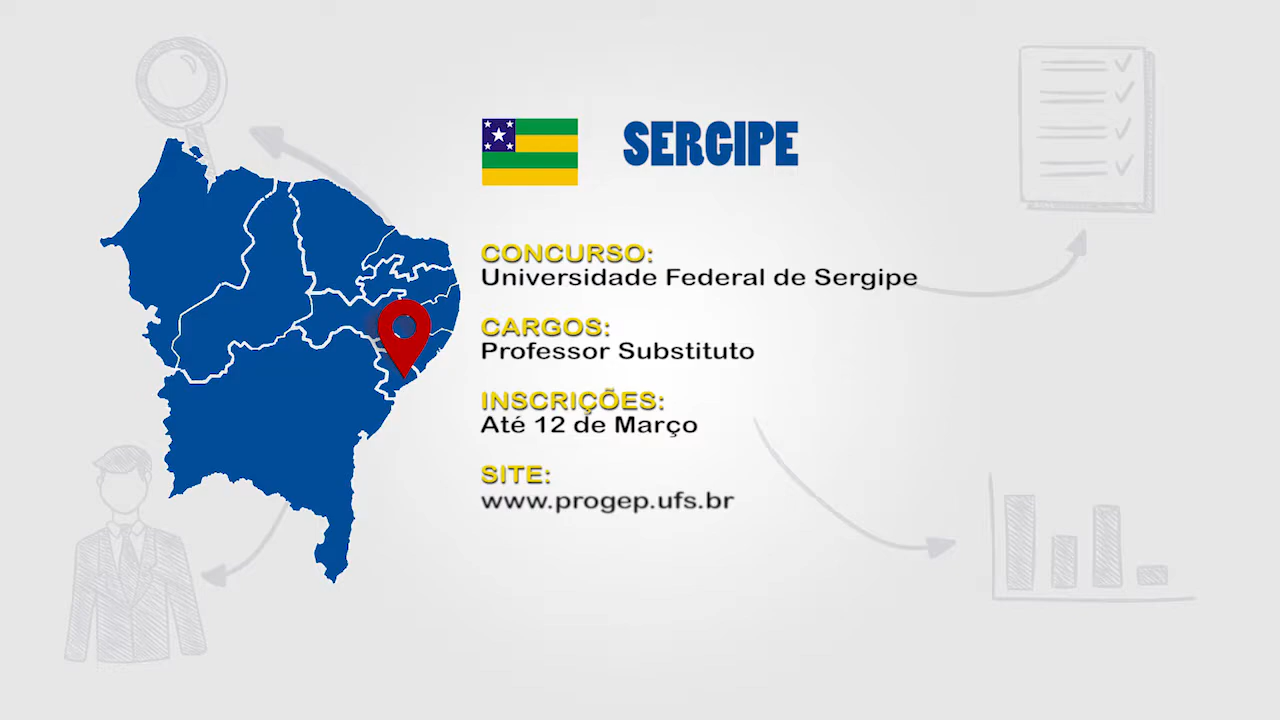 SERGIPE
CONCURSO:
Universidade Federal de Sergipe
CARGOS:
Professor Substituto
INSCRIÇÕES:
Até 12 de Março
SITE:
www.progep.ufs.br